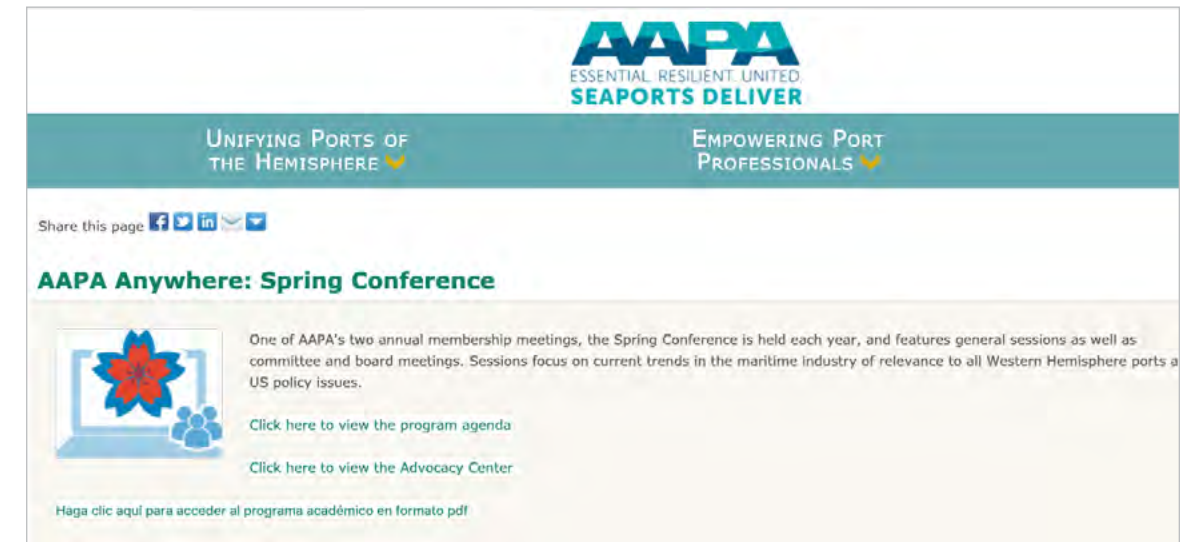 AAPA
ESSENTIAL RESILIENT UNITED
SEAPORTS DELIVER
UNIFYING PORTS OF
THE HEMISPHERE
EMPOWERING PORT
PROFESSIONALS
Share this page
AAPA Anywhere: Spring Conference
One of AAPA's two annual membership meetings, the Spring Conference is held each year, and features general sessions as well as
committee and board meetings. Sessions focus on current trends in the maritime industry of relevance to all Western Hemisphere ports a
US policy issues.
Click here to view the program agenda
Click here to view the Advocacy Center
Haga clic aquí para acceder al programa académico en formato pdf